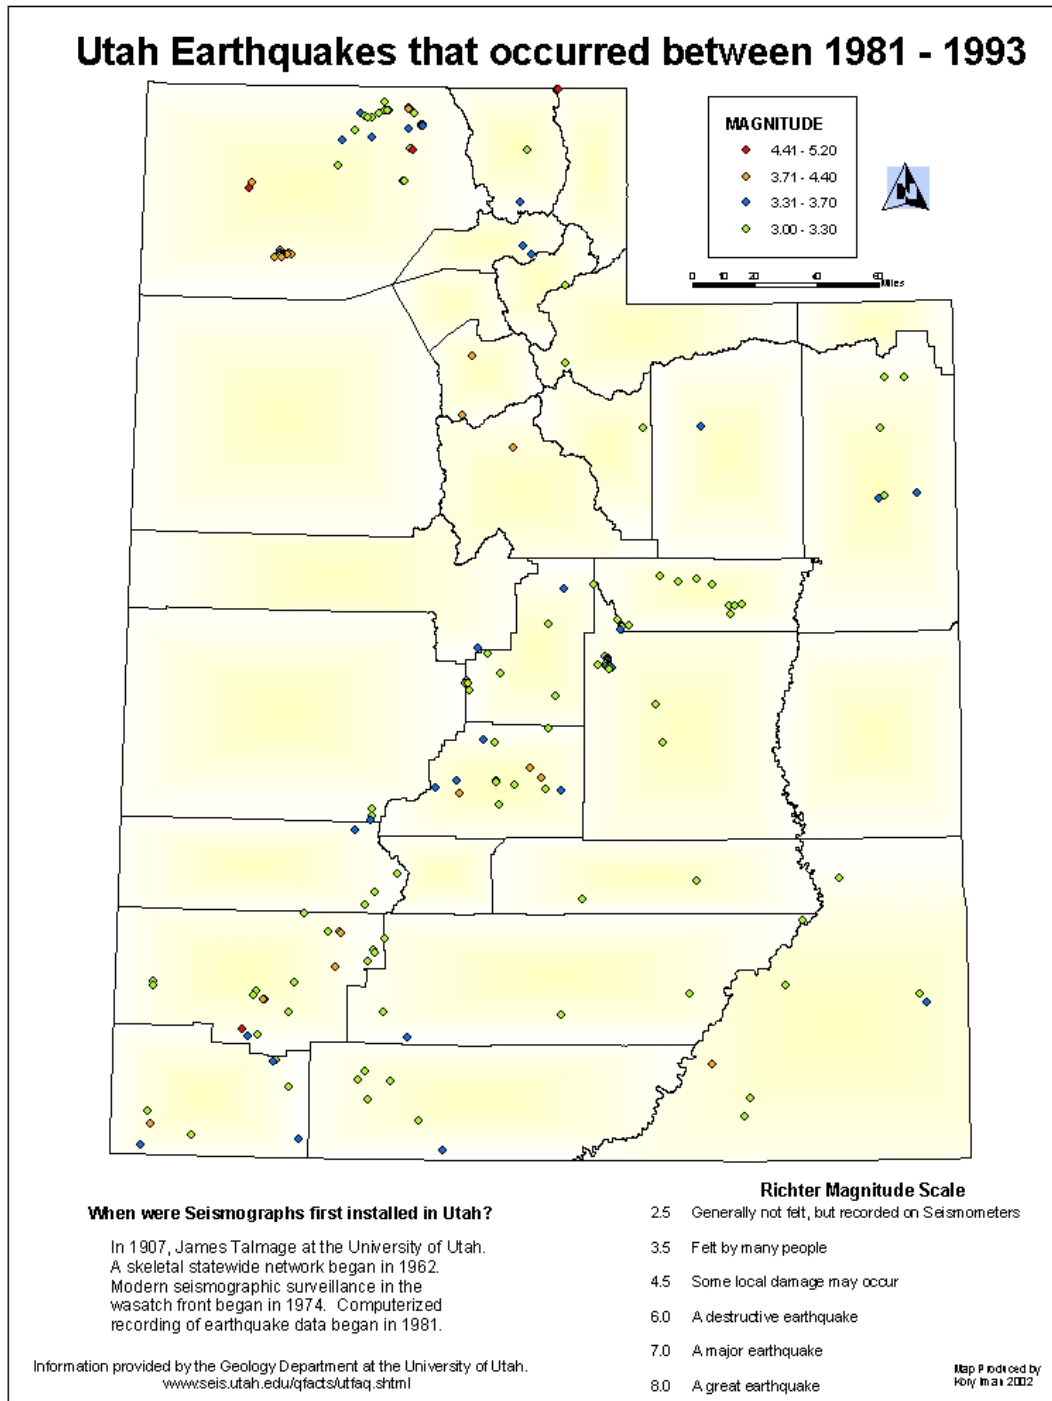 Utah Earthquakes that occurred between 1981 - 1993
MAGNITUDE
4.41 - 5.20
3.71 - 4.40
3.31 - 3.70
3.00 - 3.30
N
0 10 20 40 60
Miles
When were Seismographs first installed in Utah?
In 1907, James Talmage at the University of Utah.
A skeletal statewide network began in 1962.
Modern seismographic surveillance in the
wasatch front began in 1974. Computerized
recording of earthquake data began in 1981.
Information provided by the Geology Department at the University of Utah.
www.seis.utah.edu/qfacts/utfaq.shtml
Richter Magnitude Scale
2.5 Generally not felt, but recorded on Seismometers
3.5 Felt by many people
4.5 Some local damage may occur
6.0 A destructive earthquake
7.0 A major earthquake
8.0 A great earthquake
Map Produced by
Kory Iman 2002